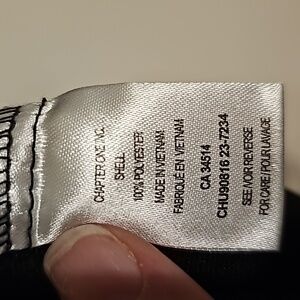 CHAPTER ONE INC.
SHELL
100% POLYESTER
MADE IN VIETNAM
FABRIQUÉ EN VIETNAM
CA 34514
CHU90816 23-7234
SEE MOIR REVERSE
FOR CARE / POUR LAVAGE